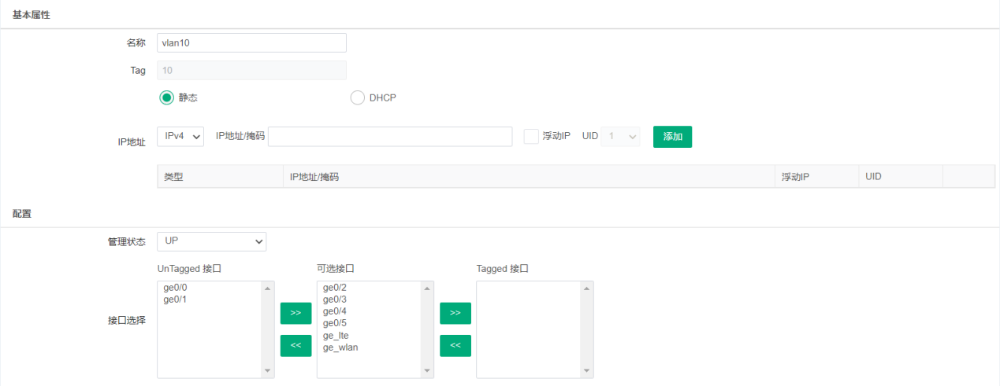 基本属性
名称 vlan10
Tag 10
静态 DHCP
IP地址 IPv4 IP地址/掩码 浮动IP UID 1 添加
类型 IP地址/掩码 浮动IP UID
配置
管理状态 UP
UnTagged 接口 可选接口 Tagged 接口
接口选择
ge0/0
ge0/1
>>
<<
ge0/2
ge0/3
ge0/4
ge0/5
ge_lte
ge_wlan
>>
<<